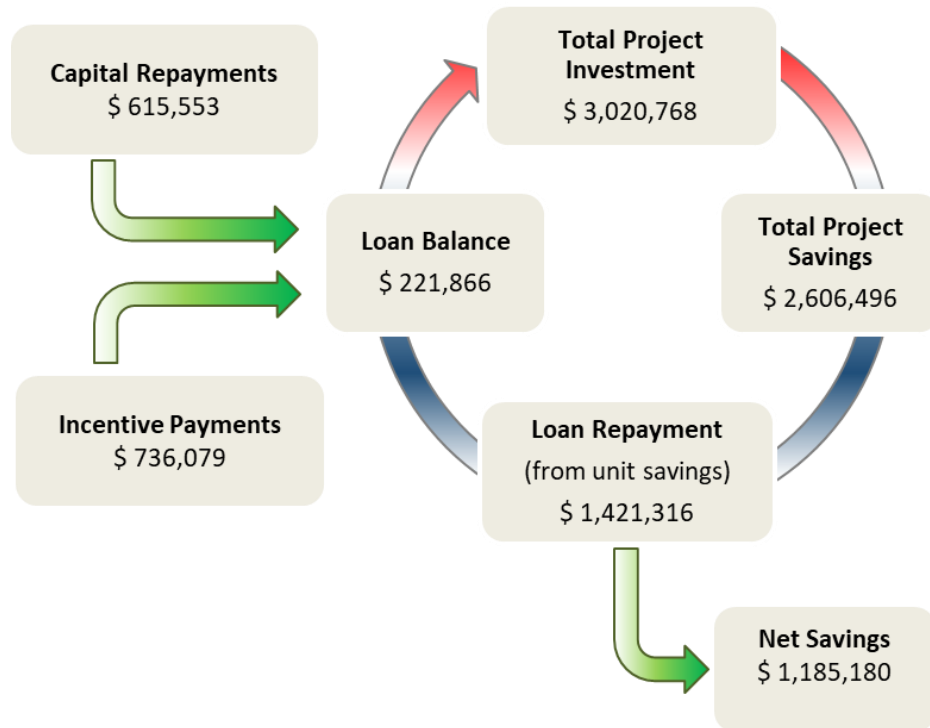 Capital Repayments
$ 615,553
Total Project
Investment
$ 3,020,768
Loan Balance
$ 221,866
Total Project
Savings
$ 2,606,496
Incentive Payments
$ 736,079
Loan Repayment
(from unit savings)
$ 1,421,316
Net Savings
$ 1,185,180